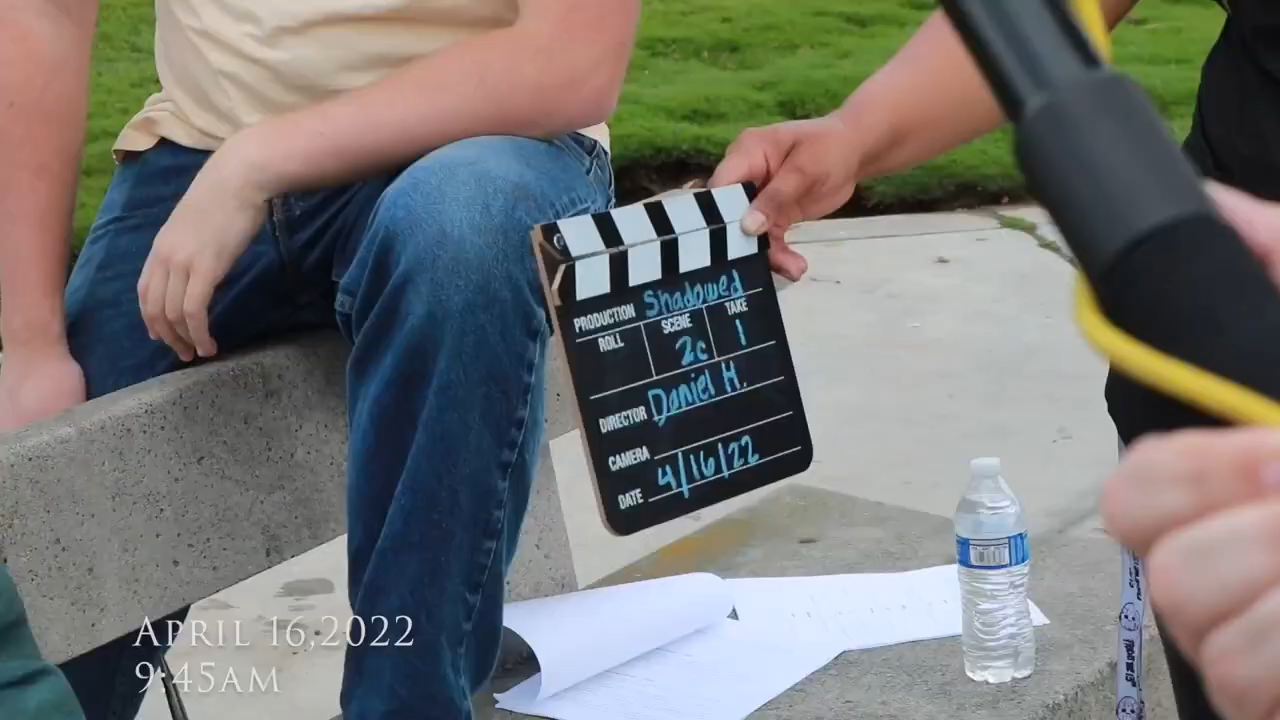 PRODUCTION Shadowed
ROLL SCENE TAKE
2c 1
DIRECTOR Daniel H.
CAMERA
DATE 4/16/22
APRIL 16,2022
9:45AM